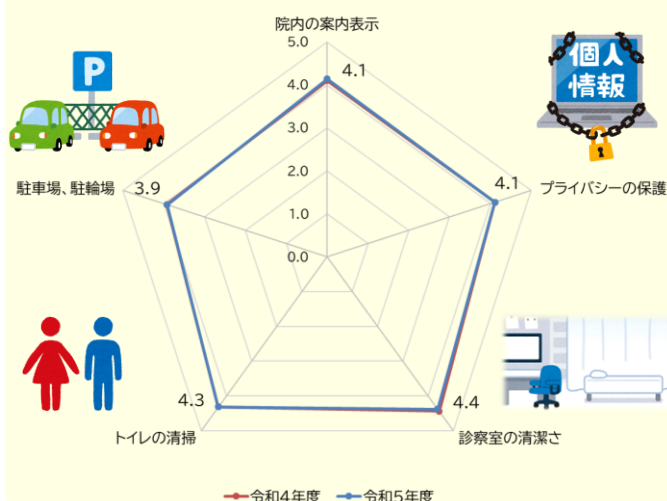 院内の案内表示
5.0
4.1
4.0
3.0
2.0
1.0
0.0
P
個人
情報
駐車場、駐輪場
3.9
4.1
プライバシーの保護
4.3
4.4
トイレの清掃
診察室の清潔さ
令和4年度
令和5年度